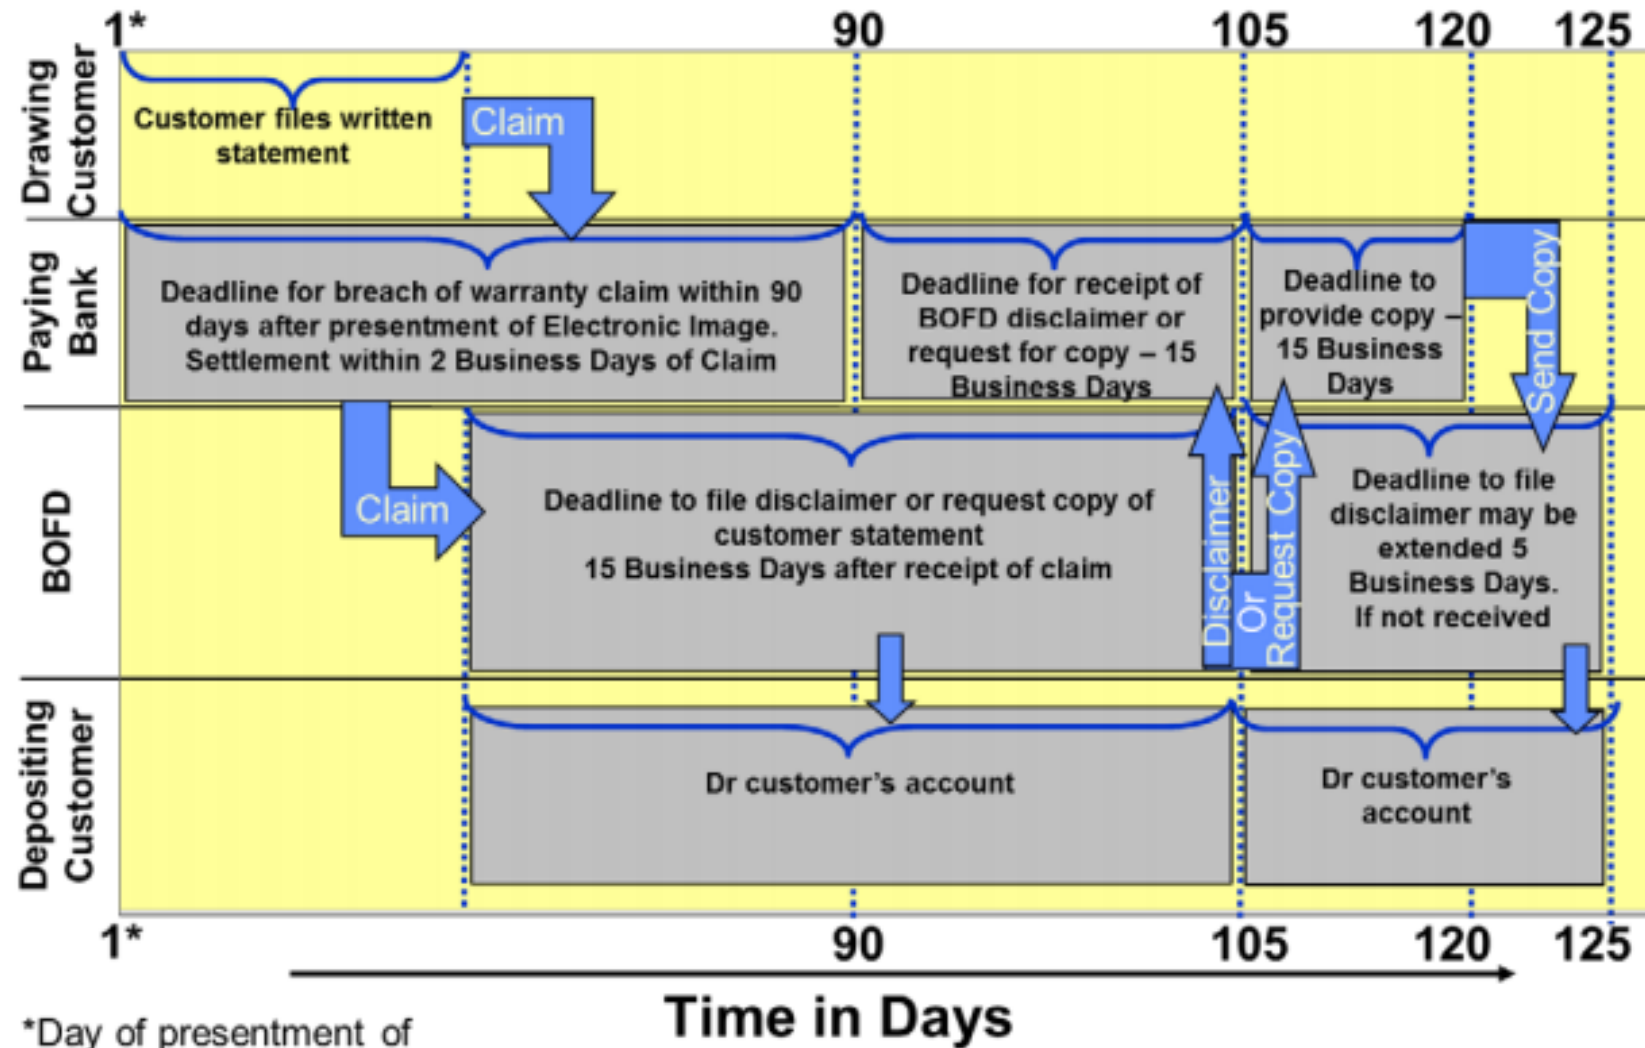 1*
90
105
120
125
Drawing
Customer
Customer files written
statement
Claim
Paying
Bank
Deadline for breach of warranty claim within 90
days after presentment of Electronic Image.
Settlement within 2 Business Days of Claim
Deadline for receipt of
BOFD disclaimer or
request for copy – 15
Business Days
Deadline to
provide copy –
15 Business
Days
Send Copy
BOFD
Claim
Deadline to file disclaimer or request copy of
customer statement
15 Business Days after receipt of claim
Disclaimer
Or
Request Copy
Deadline to file
disclaimer may be
extended 5
Business Days.
If not received
Depositing
Customer
Dr customer's account
Dr customer's
account
1*
90
105
120
125
Time in Days
*Day of presentment of